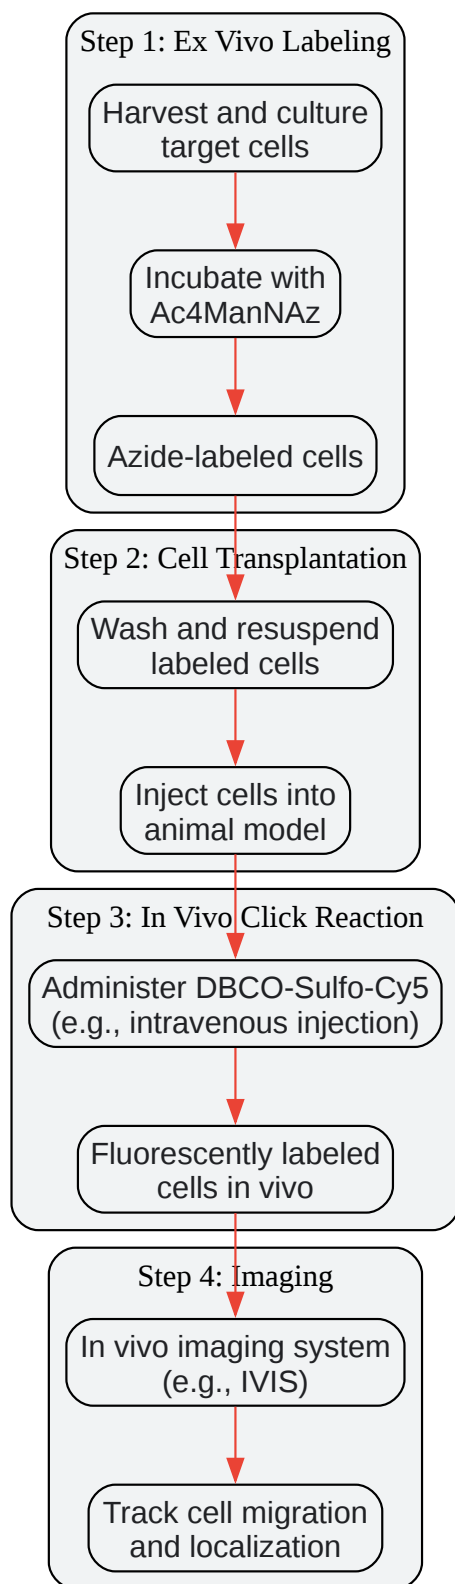 Step 1: Ex Vivo Labeling
Harvest and culture
target cells
Incubate with
Ac4ManNAz
Azide-labeled cells
Step 2: Cell Transplantation
Wash and resuspend
labeled cells
Inject cells into
animal model
Step 3: In Vivo Click Reaction
Administer DBCO-Sulfo-Cy5
(e.g., intravenous injection)
Fluorescently labeled
cells in vivo
Step 4: Imaging
In vivo imaging system
(e.g., IVIS)
Track cell migration
and localization